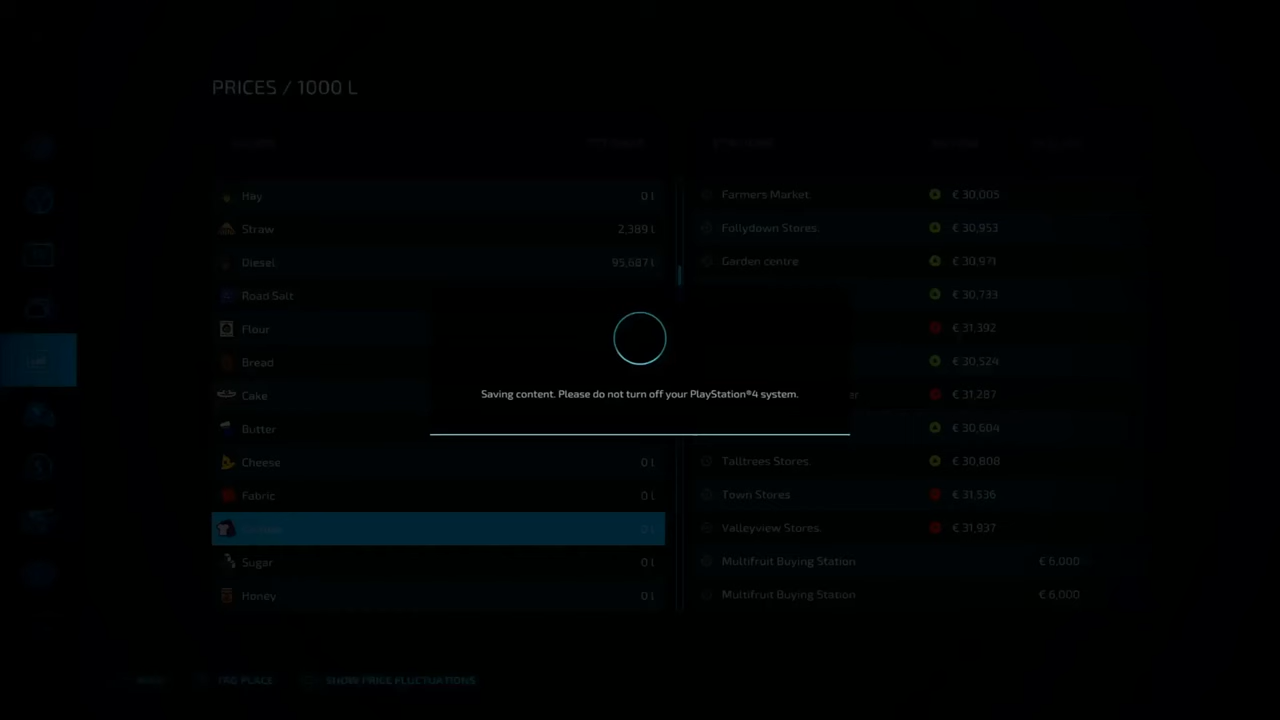 PRICES / 1000 L
Hay 0 l
Straw 2,389 l
Diesel 95,687 l
Road Salt
Flour
Bread
Cake
Butter
Cheese 0 l
Fabric 0 l
0 l
Sugar 0 l
Honey 0 l
Farmers Market. € 30,005
Follydown Stores. € 30,953
Garden centre € 30,971
€ 30,733
€ 31,392
€ 30,524
er € 31,287
€ 30,604
Talltrees Stores. € 30,808
Town Stores € 31,536
Valleyview Stores. € 31,937
Multifruit Buying Station € 6,000
Multifruit Buying Station € 6,000
Saving content. Please do not turn off your PlayStation®4 system.
TAG PLACE
SHOW PRICE FLUCTUATIONS